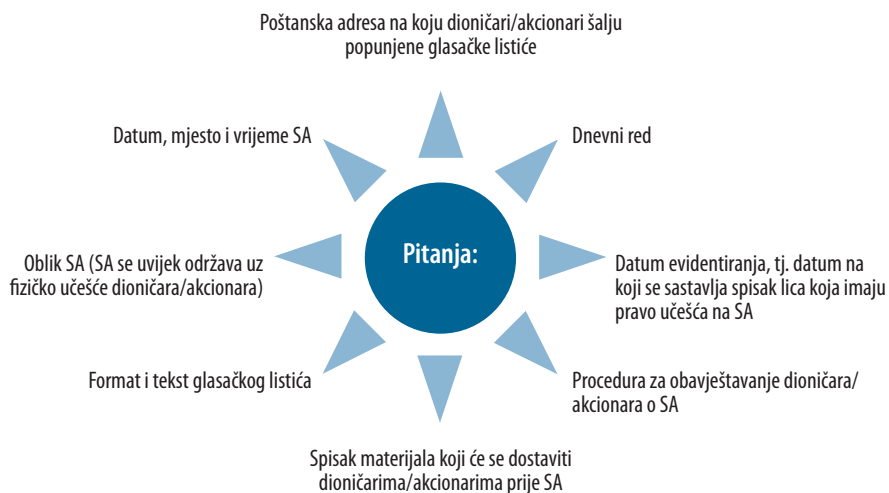 Poštanska adresa na koju dioničari/akcionari šalju
popunjene glasačke listiće
Datum, mjesto i vrijeme SA
Dnevni red
Pitanja:
Oblik SA (SA se uvijek održava uz
fizičko učešće dioničara/akcionara)
Datum evidentiranja, tj. datum na
koji se sastavlja spisak lica koja imaju
pravo učešća na SA
Format i tekst glasačkog listića
Procedura za obavještavanje dioničara/
akcionara o SA
Spisak materijala koji će se dostaviti
dioničarima/akcionarima prije SA